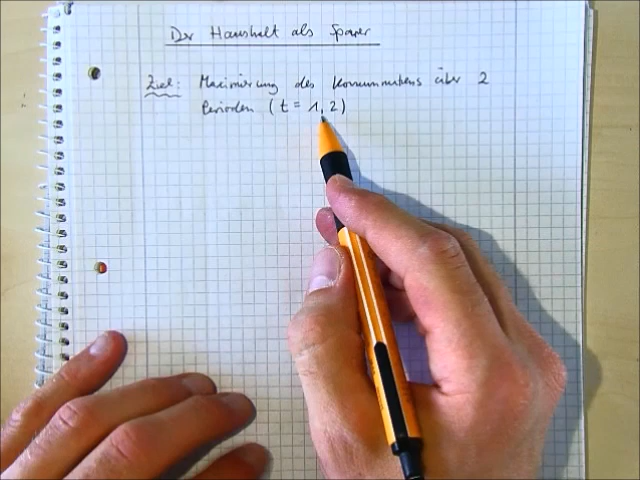 Der Haushalt als Sparer
Ziel: Maximierung des Konsumnutzens über 2
Perioden (t = 1, 2)